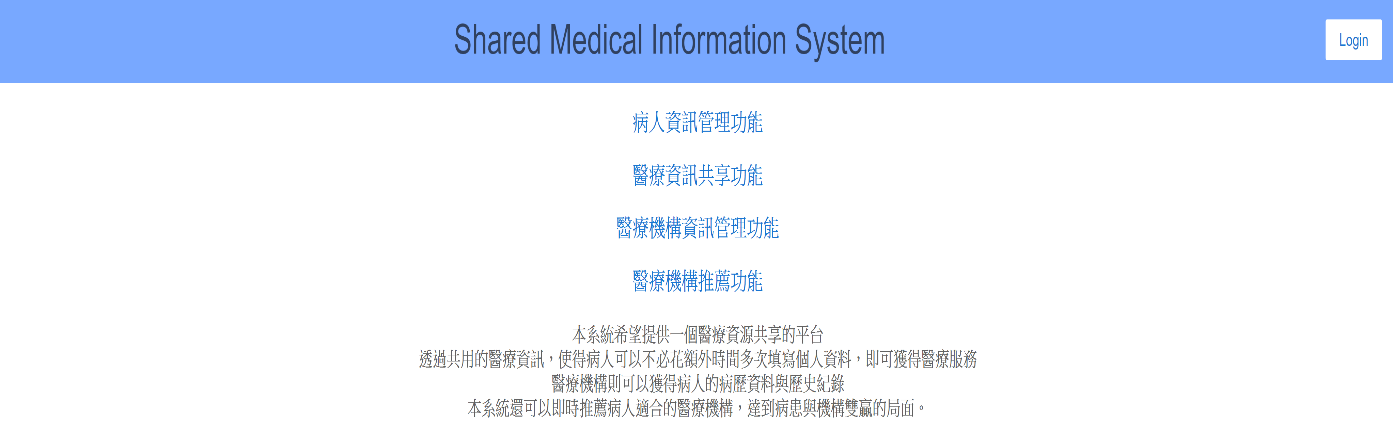 Shared Medical Information System
Login
病人資訊管理功能
醫療資訊共享功能
醫療機構資訊管理功能
醫療機構推薦功能
本系統希望提供一個醫療資源共享的平台
透過共用的醫療資訊，使得病人可以不必花額外時間多次填寫個人資料，即可獲得醫療服務
醫療機構則可以獲得病人的病歷資料與歷史紀錄
本系統還可以即時推薦病人適合的醫療機構，達到病患與機構雙贏的局面。